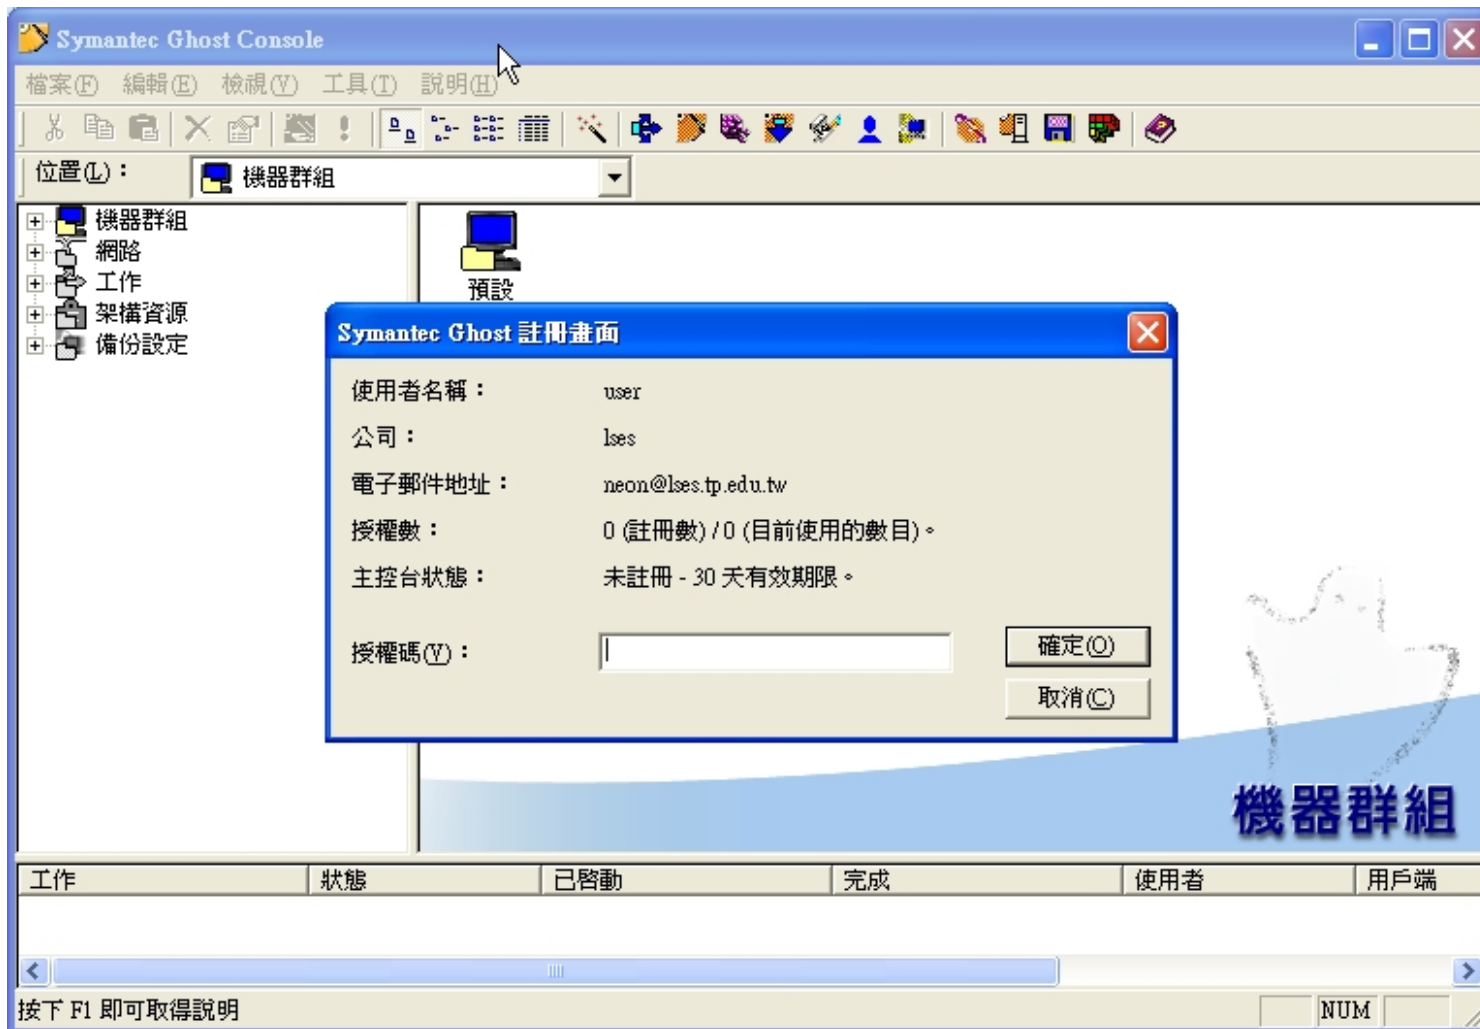 Symantec Ghost Console
檔案(F) 編輯(E) 檢視(V) 工具(T) 說明(H)
位置(L)： 機器群組
機器群組
網路
工作
架構資源
備份設定
預設
Symantec Ghost 註冊畫面
使用者名稱： user
公司： lses
電子郵件地址： neon@lses.tp.edu.tw
授權數： 0 (註冊數) / 0 (目前使用的數目)。
主控台狀態： 未註冊 - 30 天有效期限。
授權碼(V)： 確定(O)
取消(C)
機器群組
工作 狀態 已啓動 完成 使用者 用戶端
按下 F1 即可取得說明 NUM